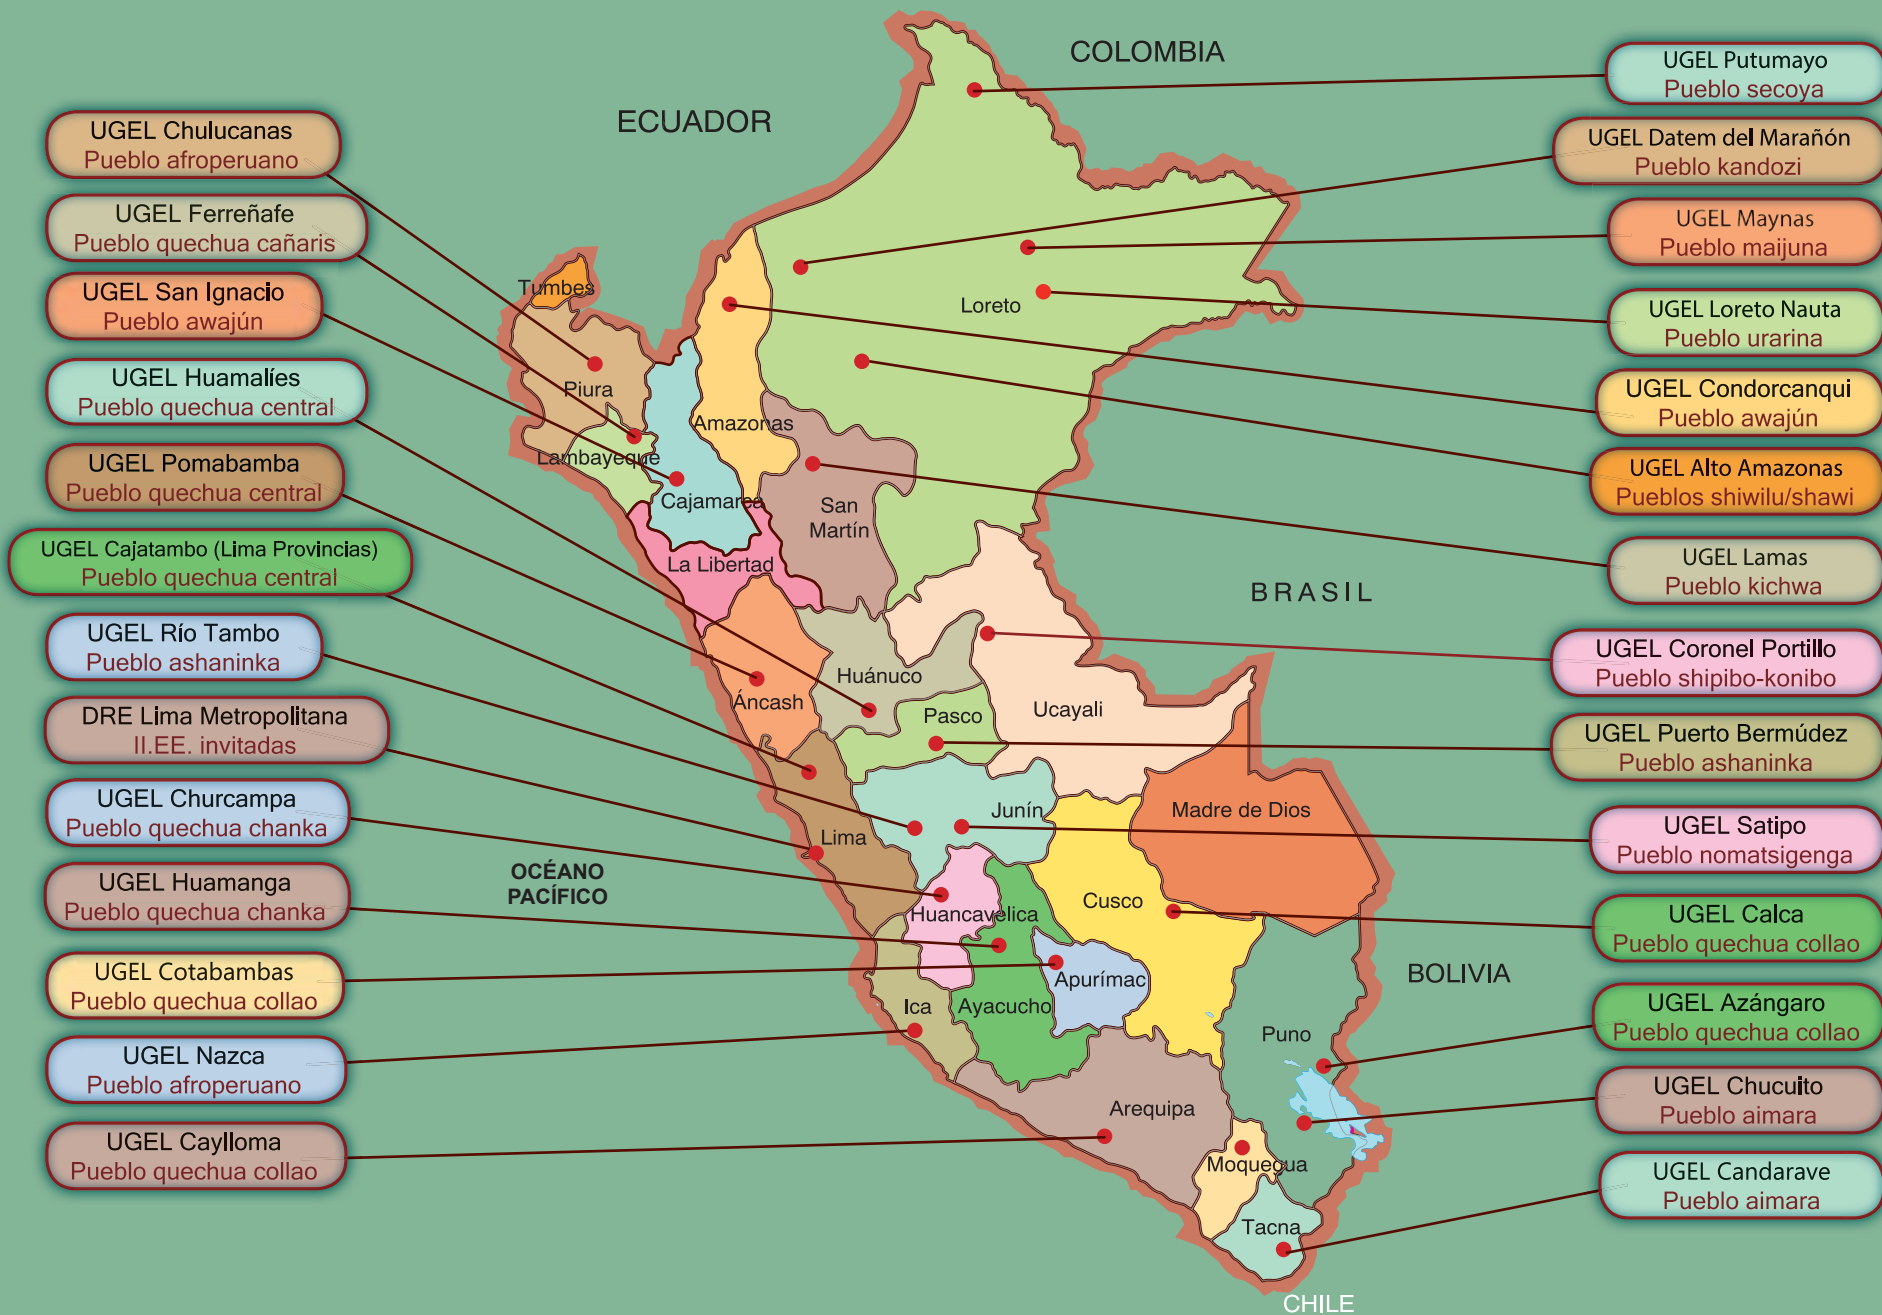 COLOMBIA
ECUADOR
BRASIL
BOLIVIA
CHILE
OCÉANO
PACÍFICO
UGEL Chulucanas
Pueblo afroperuano
UGEL Ferreñafe
Pueblo quechua cañaris
UGEL San Ignacio
Pueblo awajún
UGEL Huamalíes
Pueblo quechua central
UGEL Pomabamba
Pueblo quechua central
UGEL Cajatambo (Lima Provincias)
Pueblo quechua central
UGEL Río Tambo
Pueblo ashaninka
DRE Lima Metropolitana
II.EE. invitadas
UGEL Churcampa
Pueblo quechua chanka
UGEL Huamanga
Pueblo quechua chanka
UGEL Cotabambas
Pueblo quechua collao
UGEL Nazca
Pueblo afroperuano
UGEL Caylloma
Pueblo quechua collao
Tumbes
Piura
Lambayeque
Cajamarca
Amazonas
Loreto
San
Martín
La Libertad
Áncash
Huánuco
Pasco
Ucayali
Lima
Junín
Madre de Dios
Huancavelica
Cusco
Ica
Ayacucho
Apurímac
Puno
Arequipa
Moquegua
Tacna
UGEL Putumayo
Pueblo secoya
UGEL Datem del Marañón
Pueblo kandozi
UGEL Maynas
Pueblo maijuna
UGEL Loreto Nauta
Pueblo urarina
UGEL Condorcanqui
Pueblo awajún
UGEL Alto Amazonas
Pueblos shiwilu/shawi
UGEL Lamas
Pueblo kichwa
UGEL Coronel Portillo
Pueblo shipibo-konibo
UGEL Puerto Bermúdez
Pueblo ashaninka
UGEL Satipo
Pueblo nomatsigenga
UGEL Calca
Pueblo quechua collao
UGEL Azángaro
Pueblo quechua collao
UGEL Chucuito
Pueblo aimara
UGEL Candarave
Pueblo aimara